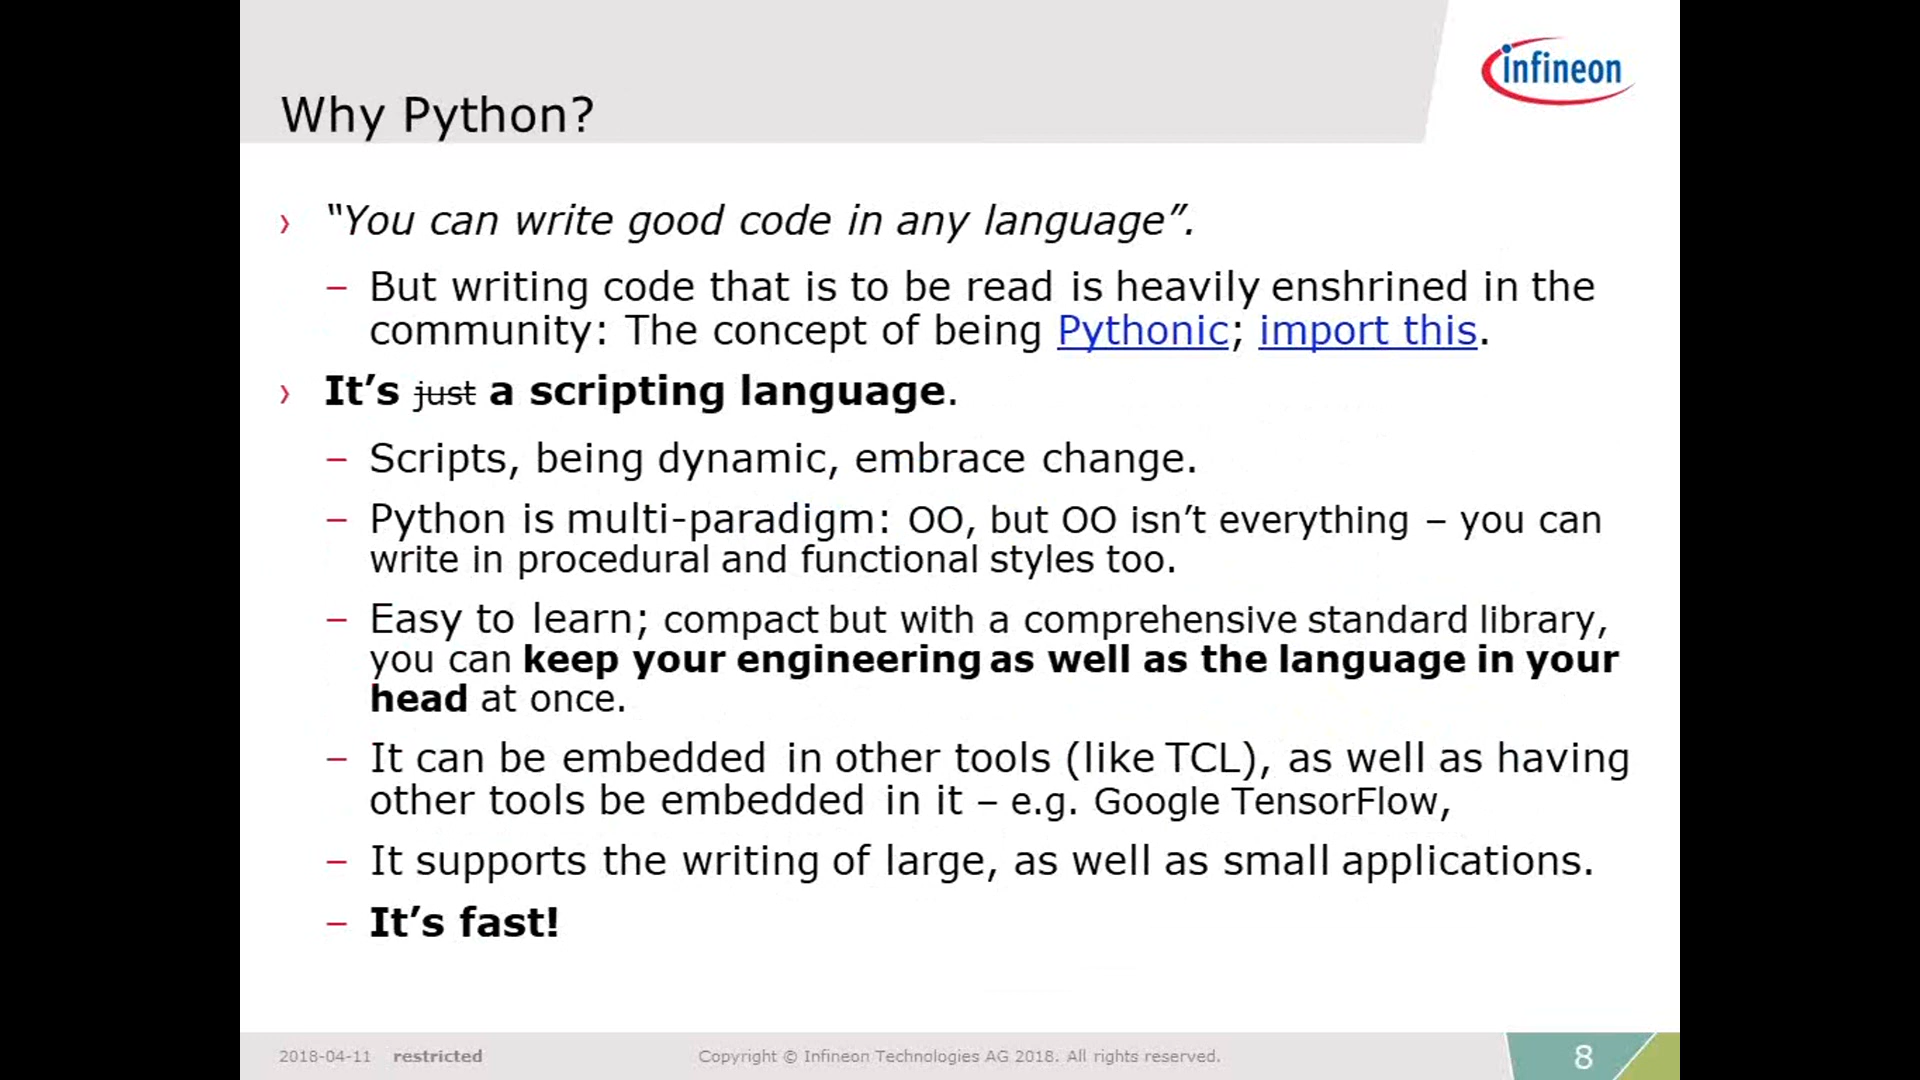 infineon
Why Python?
› “You can write good code in any language”.
– But writing code that is to be read is heavily enshrined in the
community: The concept of being Pythonic; import this.
› It’s just a scripting language.
– Scripts, being dynamic, embrace change.
– Python is multi-paradigm: OO, but OO isn’t everything – you can
write in procedural and functional styles too.
– Easy to learn; compact but with a comprehensive standard library,
you can keep your engineering as well as the language in your
head at once.
– It can be embedded in other tools (like TCL), as well as having
other tools be embedded in it – e.g. Google TensorFlow,
– It supports the writing of large, as well as small applications.
– It’s fast!
2018-04-11 restricted Copyright © Infineon Technologies AG 2018. All rights reserved. 8